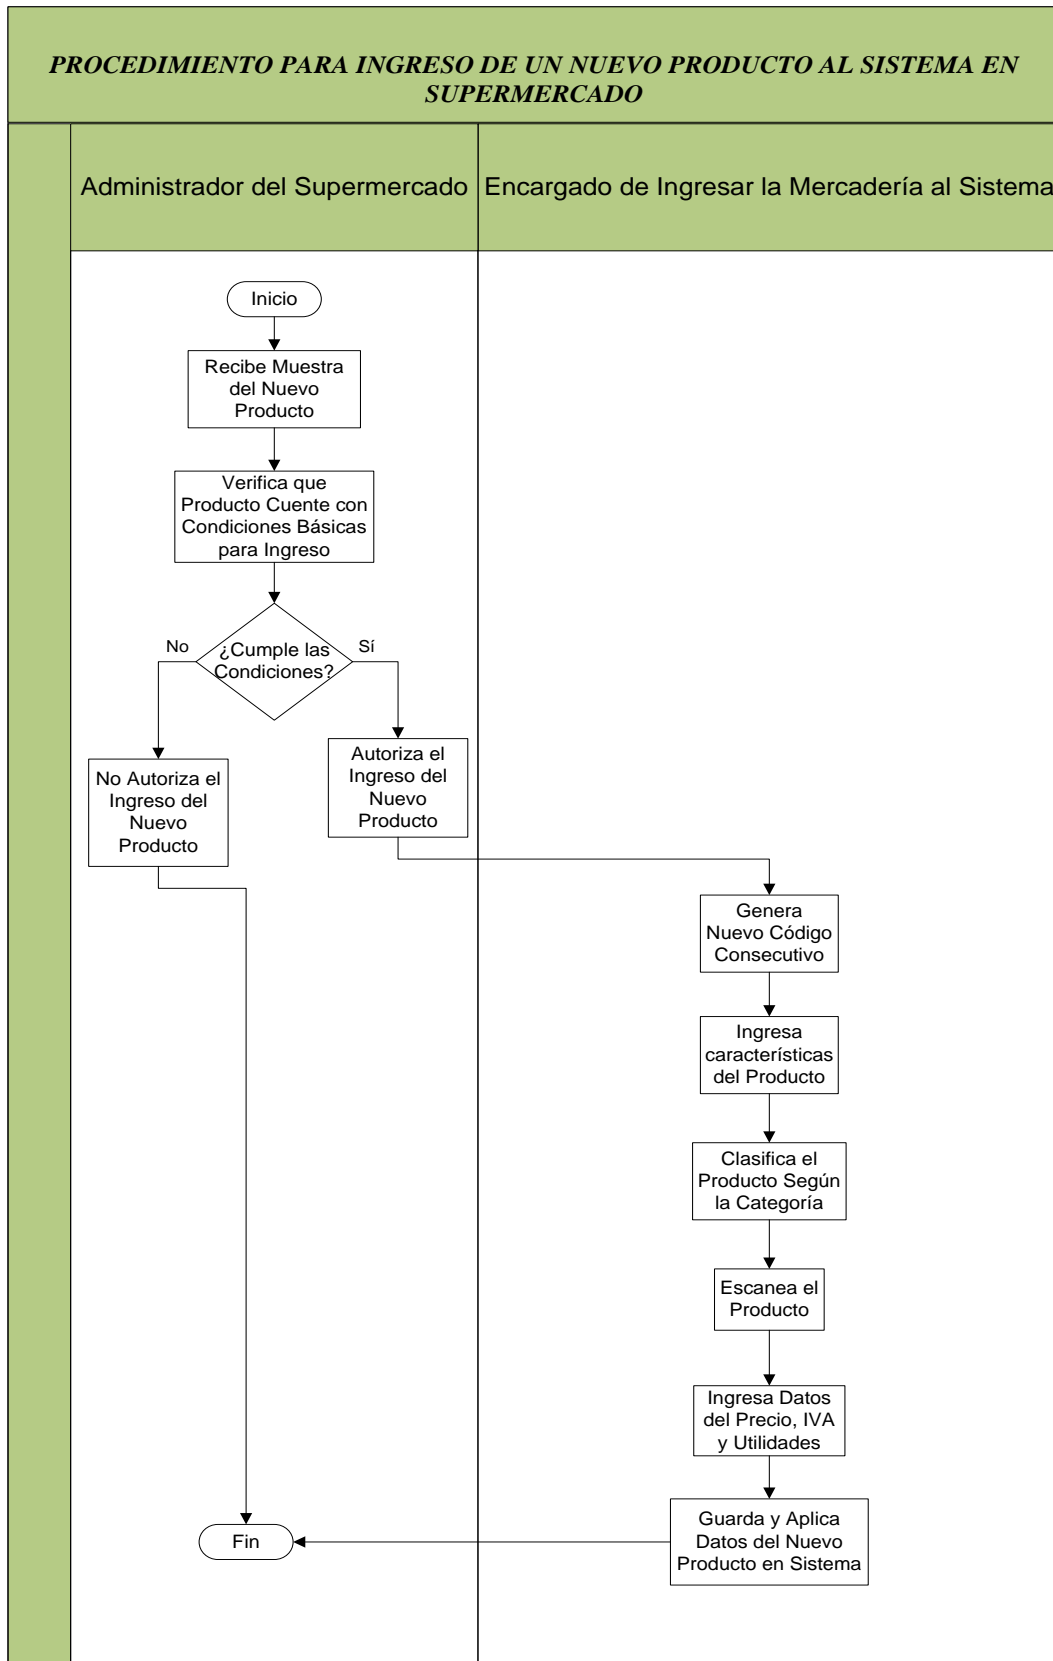 PROCEDIMIENTO PARA INGRESO DE UN NUEVO PRODUCTO AL SISTEMA EN
SUPERMERCADO
Administrador del Supermercado
Encargado de Ingresar la Mercadería al Sistema
Inicio
Recibe Muestra
del Nuevo
Producto
Verifica que
Producto Cuente con
Condiciones Básicas
para Ingreso
¿Cumple las
Condiciones?
No
Sí
No Autoriza el
Ingreso del
Nuevo
Producto
Autoriza el
Ingreso del
Nuevo
Producto
Genera
Nuevo Código
Consecutivo
Ingresa
características
del Producto
Clasifica el
Producto Según
la Categoría
Escanea el
Producto
Ingresa Datos
del Precio, IVA
y Utilidades
Guarda y Aplica
Datos del Nuevo
Producto en Sistema
Fin